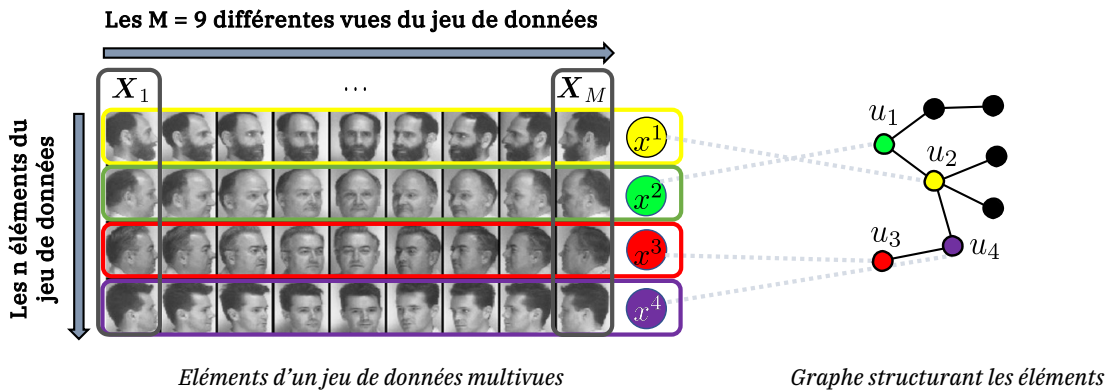 Les M = 9 différentes vues du jeu de données
Les n éléments du
jeu de données
X₁
...
X_M
x¹
x²
x³
x⁴
u₁
u₂
u₃
u₄
Eléments d'un jeu de données multivues
Graphe structurant les éléments